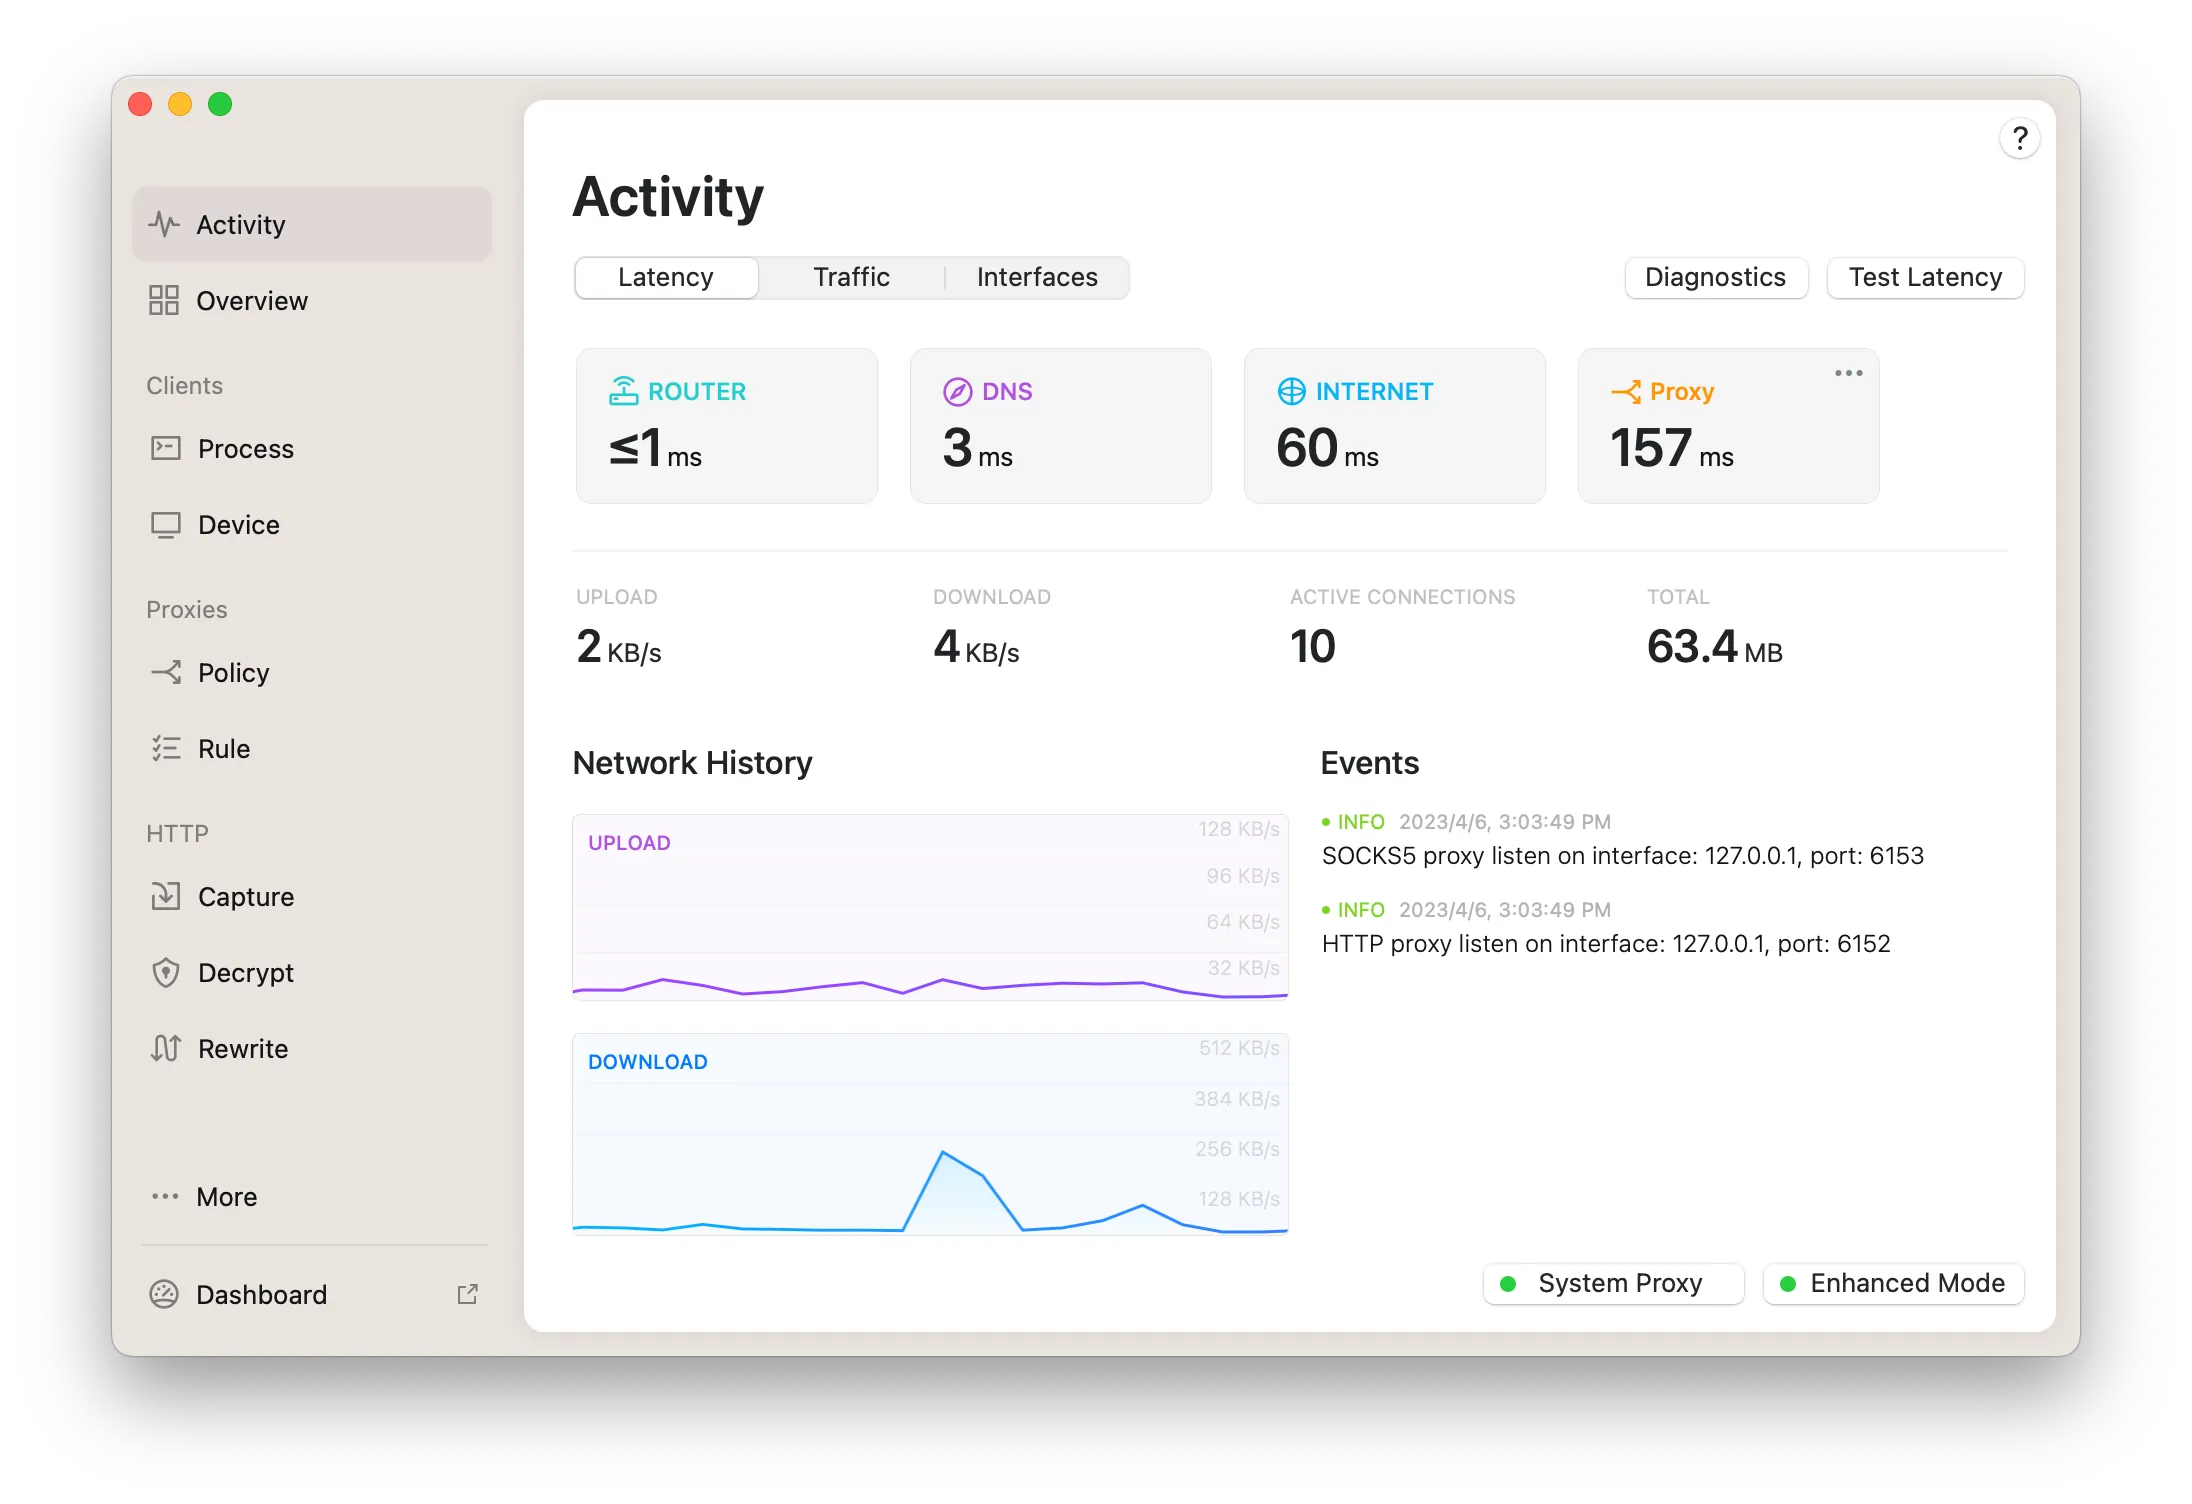 Activity
Overview
Clients
Process
Device
Proxies
Policy
Rule
HTTP
Capture
Decrypt
Rewrite
More
Dashboard
?
Activity
Latency Traffic Interfaces
Diagnostics Test Latency
ROUTER
≤1 ms
DNS
3 ms
INTERNET
60 ms
Proxy
157 ms
UPLOAD
2 KB/s
DOWNLOAD
4 KB/s
ACTIVE CONNECTIONS
10
TOTAL
63.4 MB
Network History
UPLOAD
128 KB/s
96 KB/s
64 KB/s
32 KB/s
DOWNLOAD
512 KB/s
384 KB/s
256 KB/s
128 KB/s
Events
INFO 2023/4/6, 3:03:49 PM
SOCKS5 proxy listen on interface: 127.0.0.1, port: 6153
INFO 2023/4/6, 3:03:49 PM
HTTP proxy listen on interface: 127.0.0.1, port: 6152
System Proxy
Enhanced Mode